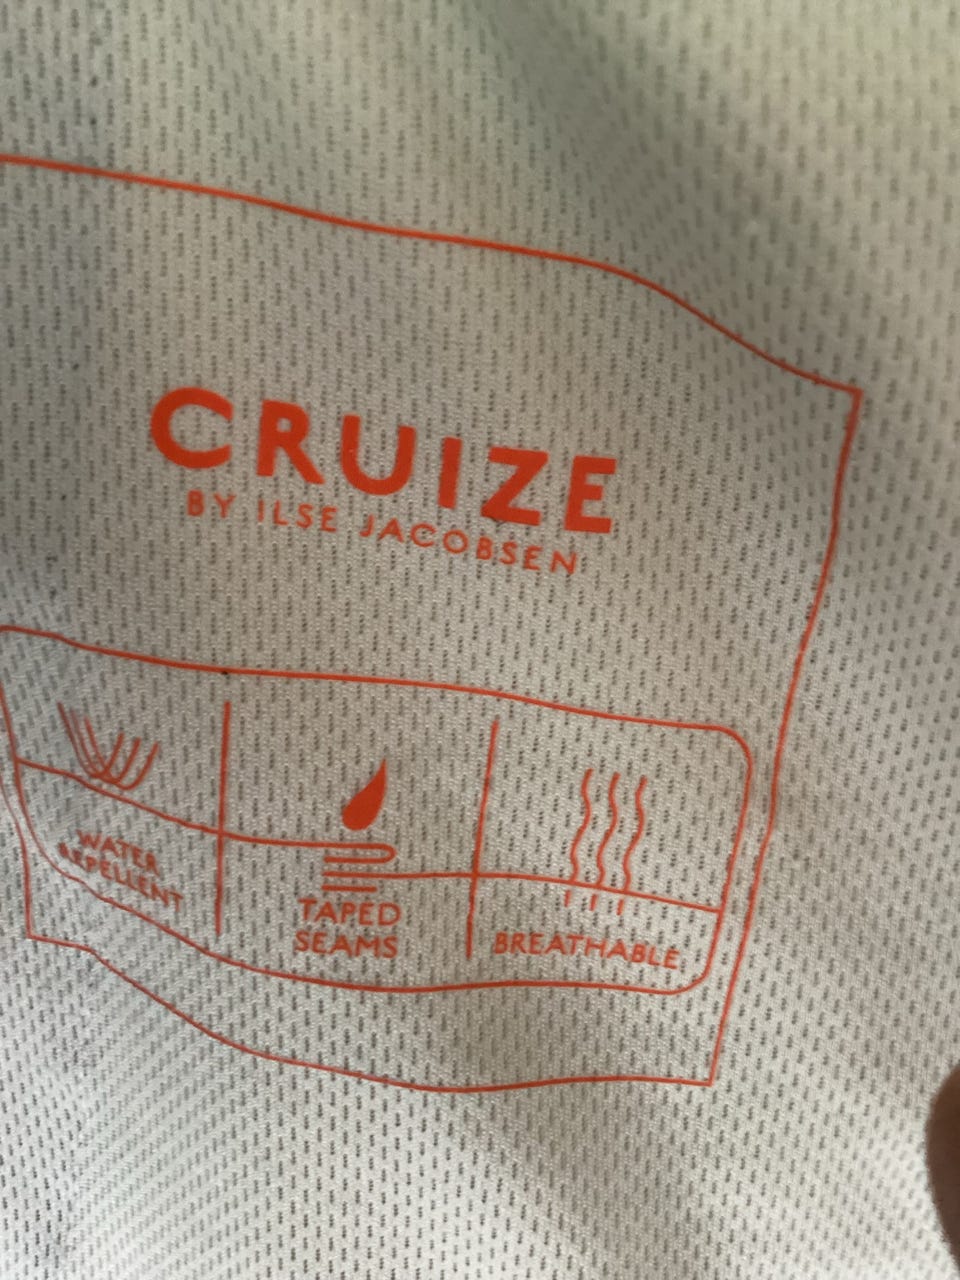 CRUIZE
BY ILSE JACOBSEN
WATER
REPELLENT
TAPED
SEAMS
BREATHABLE